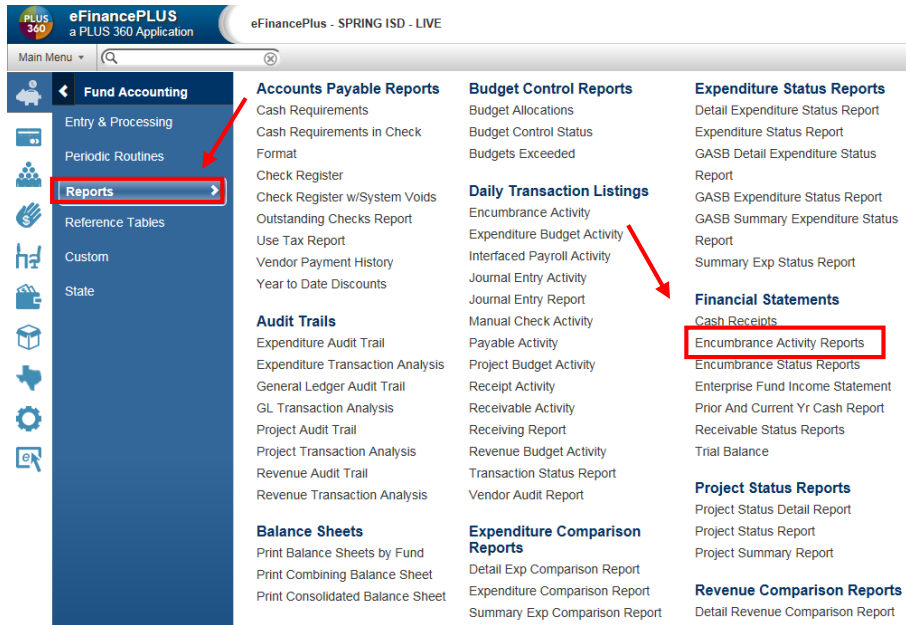 PLUS
360
eFinancePLUS
a PLUS 360 Application
eFinancePlus - SPRING ISD - LIVE
Main Menu
Fund Accounting
Entry & Processing
Periodic Routines
Reports
Reference Tables
Custom
State
Accounts Payable Reports
Cash Requirements
Cash Requirements in Check
Format
Check Register
Check Register w/System Voids
Outstanding Checks Report
Use Tax Report
Vendor Payment History
Year to Date Discounts
Audit Trails
Expenditure Audit Trail
Expenditure Transaction Analysis
General Ledger Audit Trail
GL Transaction Analysis
Project Audit Trail
Project Transaction Analysis
Revenue Audit Trail
Revenue Transaction Analysis
Balance Sheets
Print Balance Sheets by Fund
Print Combining Balance Sheet
Print Consolidated Balance Sheet
Budget Control Reports
Budget Allocations
Budget Control Status
Budgets Exceeded
Daily Transaction Listings
Encumbrance Activity
Expenditure Budget Activity
Interfaced Payroll Activity
Journal Entry Activity
Journal Entry Report
Manual Check Activity
Payable Activity
Project Budget Activity
Receipt Activity
Receivable Activity
Receiving Report
Revenue Budget Activity
Transaction Status Report
Vendor Audit Report
Expenditure Comparison
Reports
Detail Exp Comparison Report
Expenditure Comparison Report
Summary Exp Comparison Report
Expenditure Status Reports
Detail Expenditure Status Report
Expenditure Status Report
GASB Detail Expenditure Status
Report
GASB Expenditure Status Report
GASB Summary Expenditure Status
Report
Summary Exp Status Report
Financial Statements
Cash Receipts
Encumbrance Activity Reports
Encumbrance Status Reports
Enterprise Fund Income Statement
Prior And Current Yr Cash Report
Receivable Status Reports
Trial Balance
Project Status Reports
Project Status Detail Report
Project Status Report
Project Summary Report
Revenue Comparison Reports
Detail Revenue Comparison Report